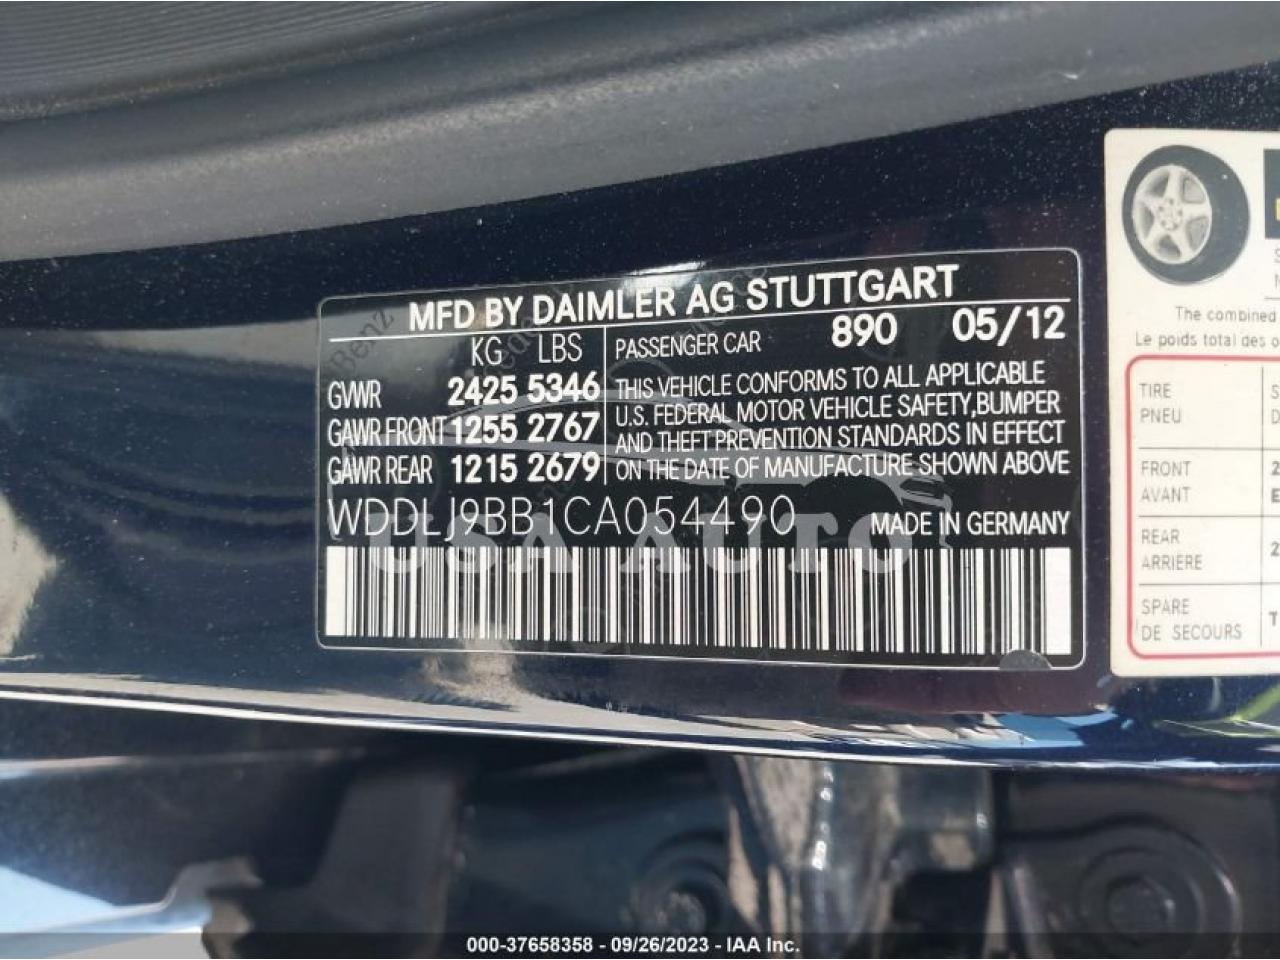 MFD BY DAIMLER AG STUTTGART
KG LBS
PASSENGER CAR 890 05/12
GVWR 2425 5346
GAWR FRONT 1255 2767
GAWR REAR 1215 2679
THIS VEHICLE CONFORMS TO ALL APPLICABLE
U.S. FEDERAL MOTOR VEHICLE SAFETY,BUMPER
AND THEFT PREVENTION STANDARDS IN EFFECT
ON THE DATE OF MANUFACTURE SHOWN ABOVE
WDDLJ9BB1CA054490 MADE IN GERMANY
USA AUTO
The combined
Le poids total des
TIRE
PNEU
FRONT
AVANT
REAR
ARRIÈRE
SPARE
DE SECOURS
T
000-37658358 - 09/26/2023 - IAA Inc.